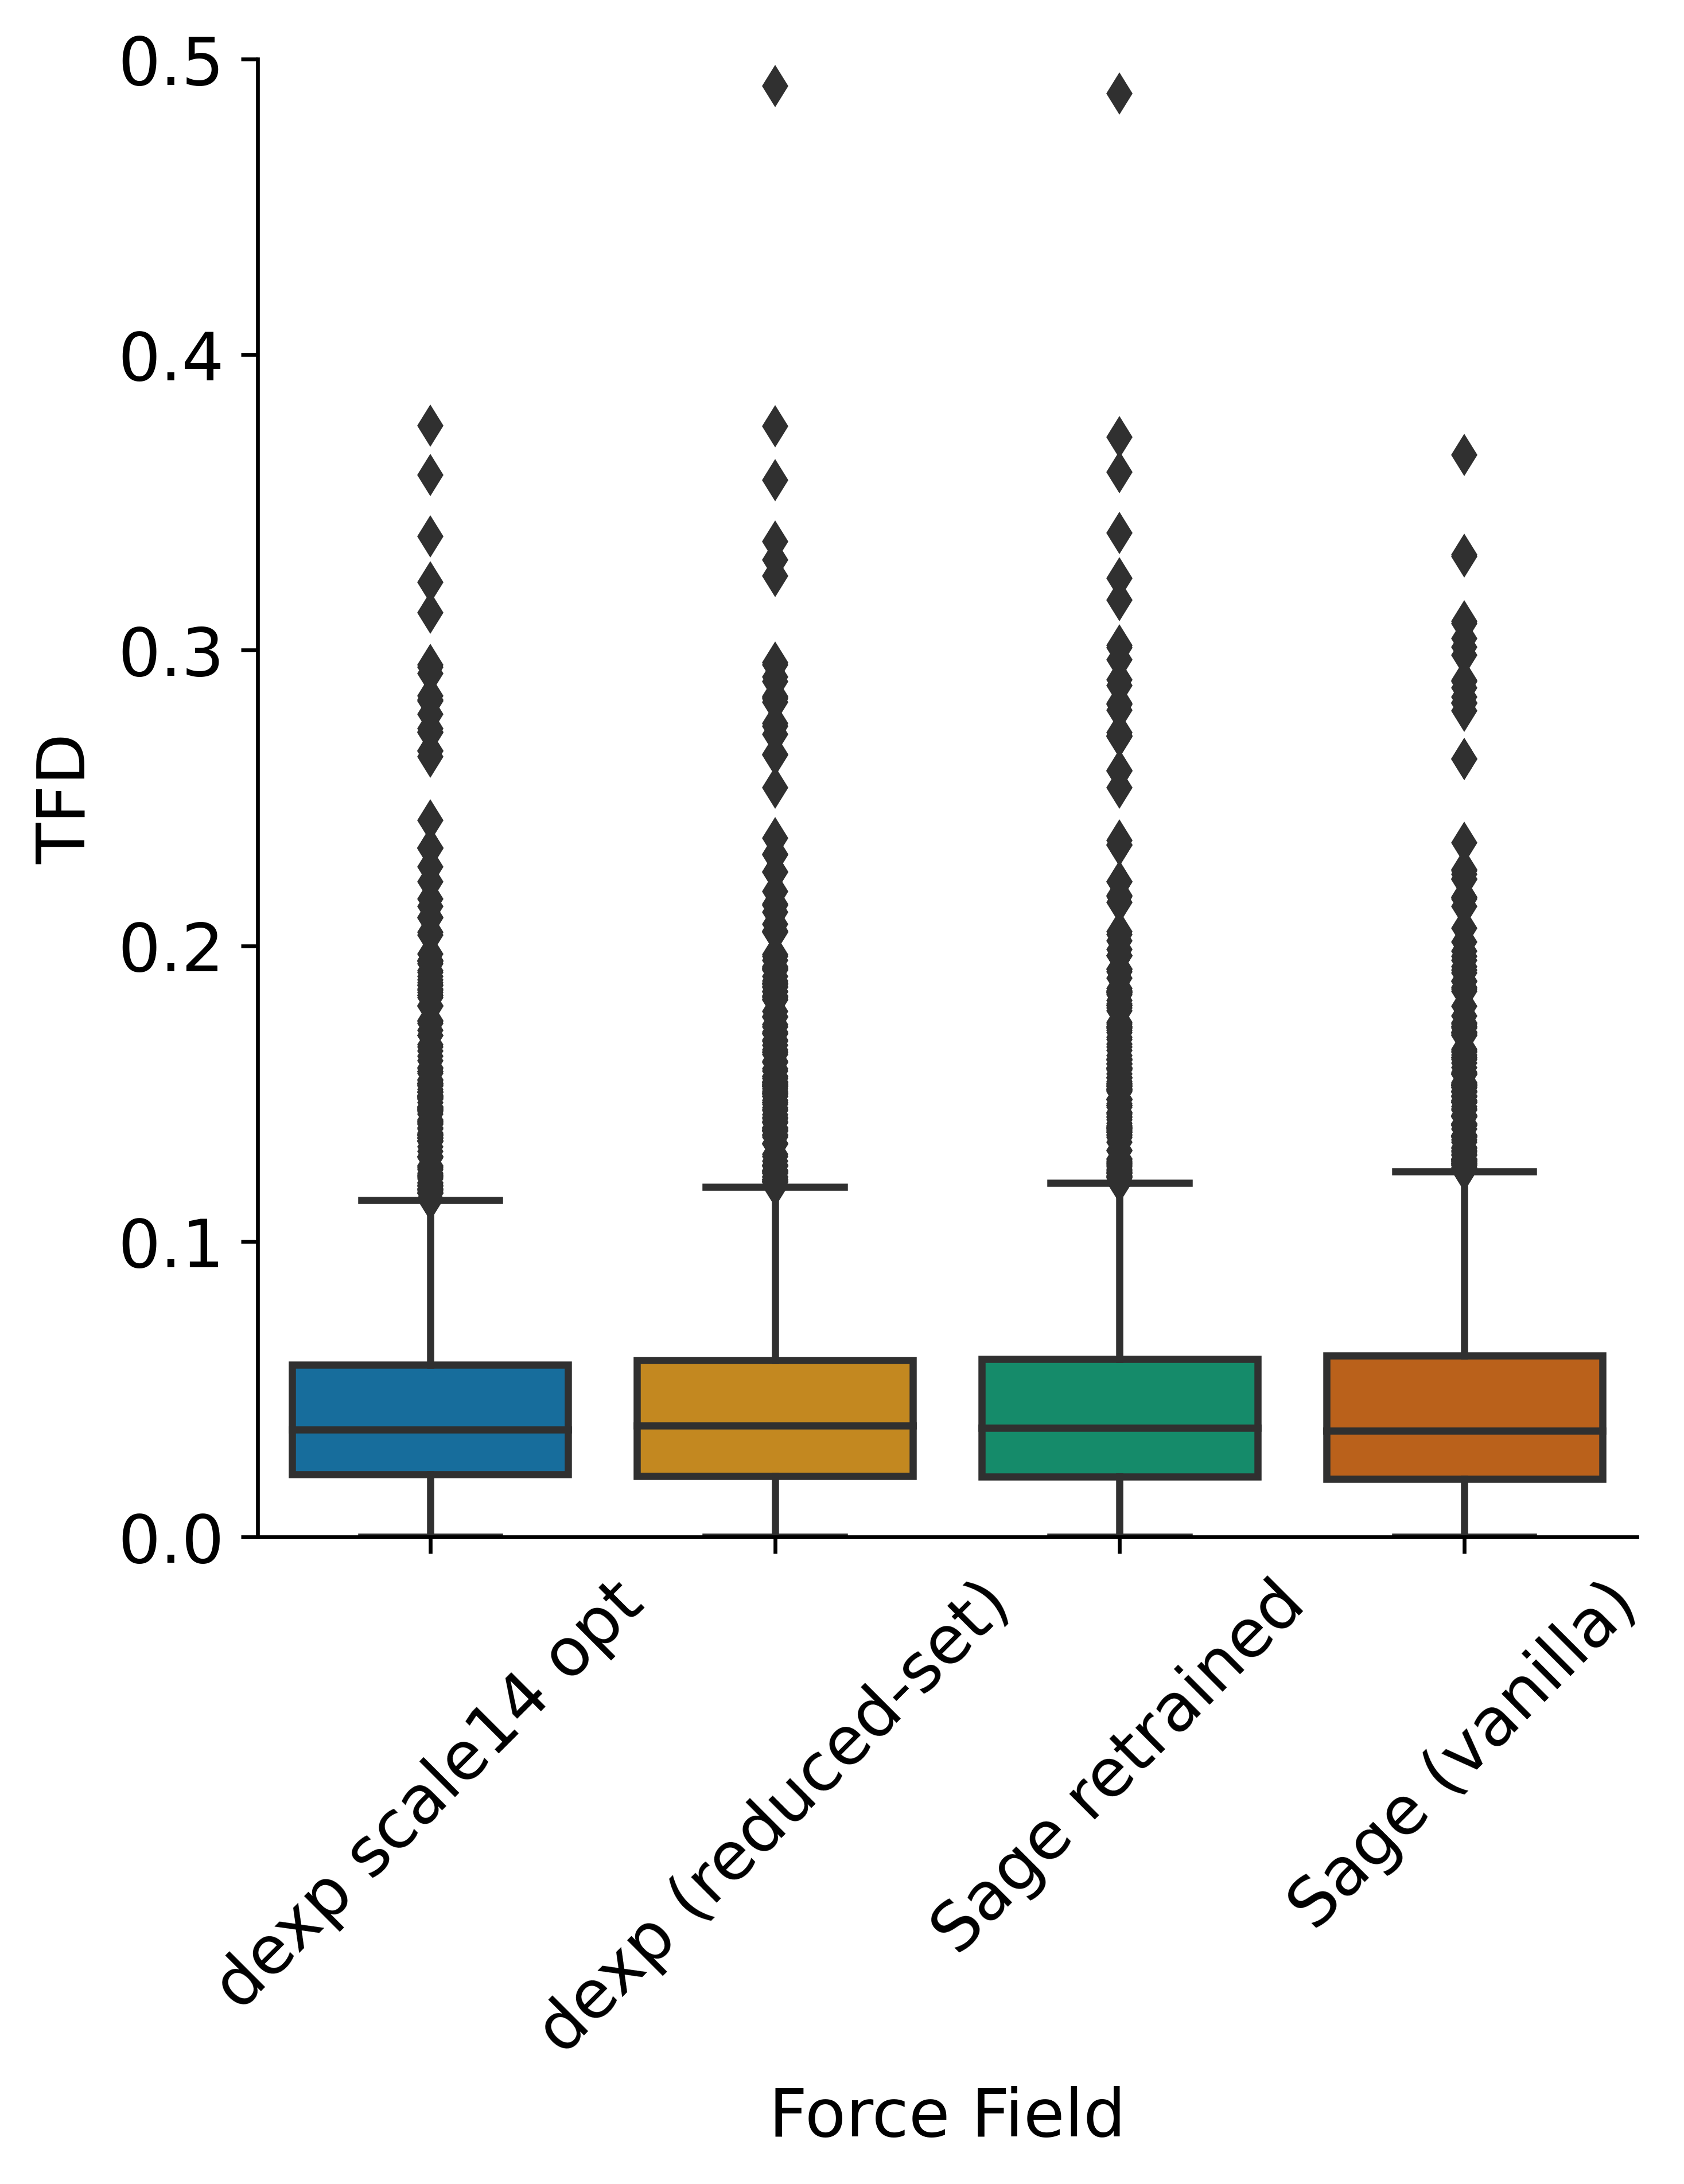 0.5
0.4
0.3
0.2
0.1
0.0
TFD
dexp scale14 opt
dexp (reduced-set)
Sage retrained
Sage (vanilla)
Force Field